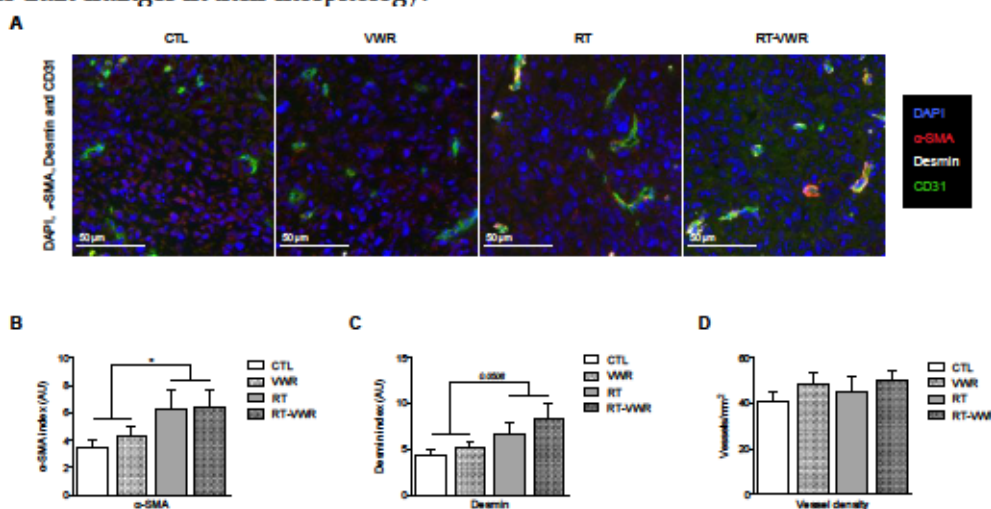 A
CTL
VWR
RT
RT-VWR
DAPI, α-SMA, Desmin and CD31
50 µm
50 µm
50 µm
50 µm
DAPI
α-SMA
Desmin
CD31
B
α-SMA index (AU)
10
8
6
4
2
0
*
α-SMA
CTL
VWR
RT
RT-VWR
C
Desmin index (AU)
15
10
5
0
Desmin
CTL
VWR
RT
RT-VWR
D
Vessels/mm²
60
40
20
0
Vessel density
CTL
VWR
RT
RT-VWR